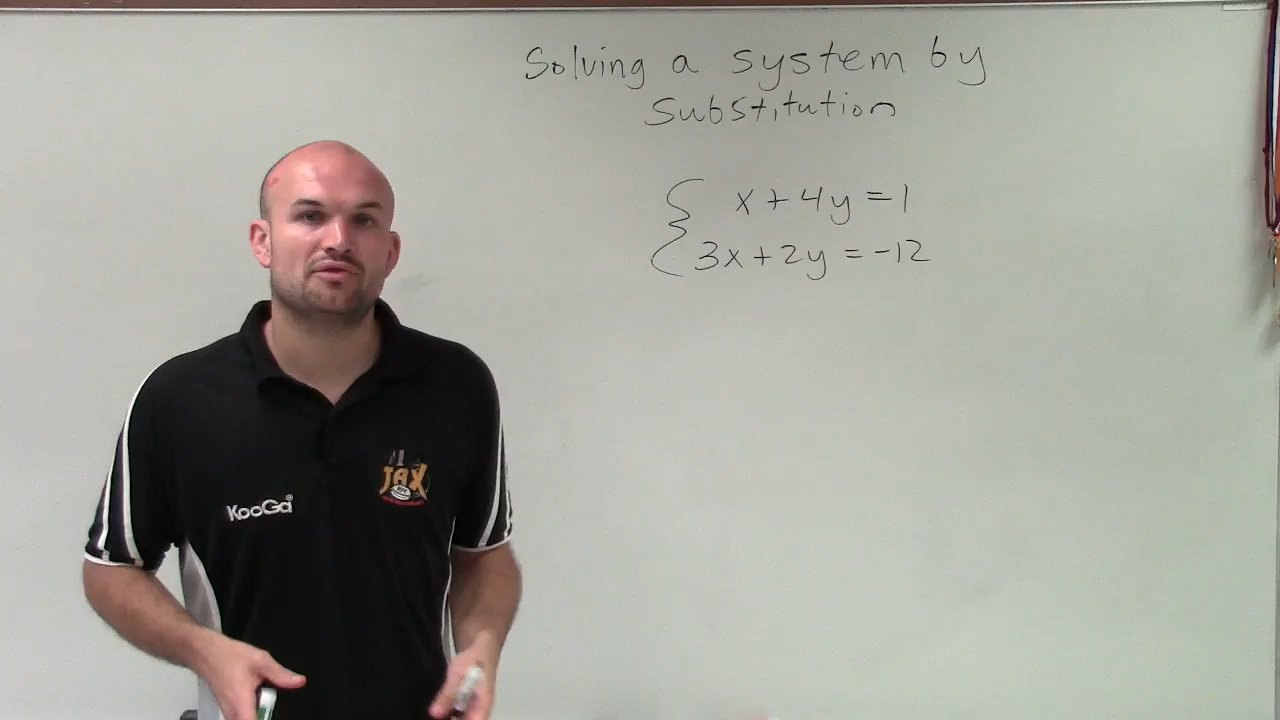 Solving a system by
Substitution
x + 4y = 1
3x + 2y = -12
KooGa®
JAX